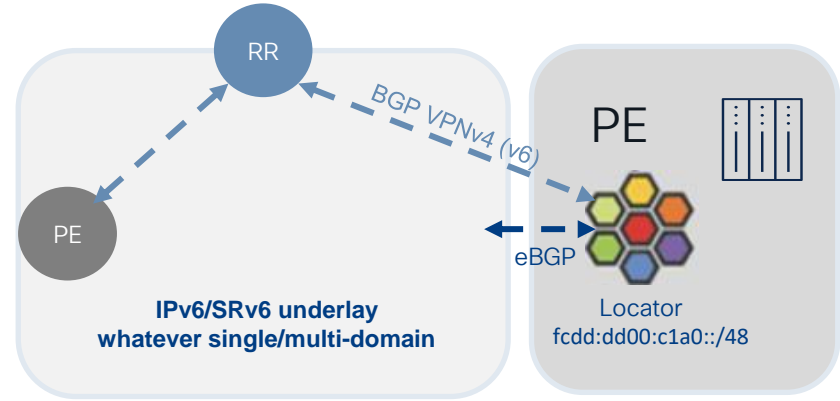 RR
BGP VPNv4 (v6)
PE
PE
eBGP
IPv6/SRv6 underlay
whatever single/multi-domain
Locator
fcdd:dd00:c1a0::/48